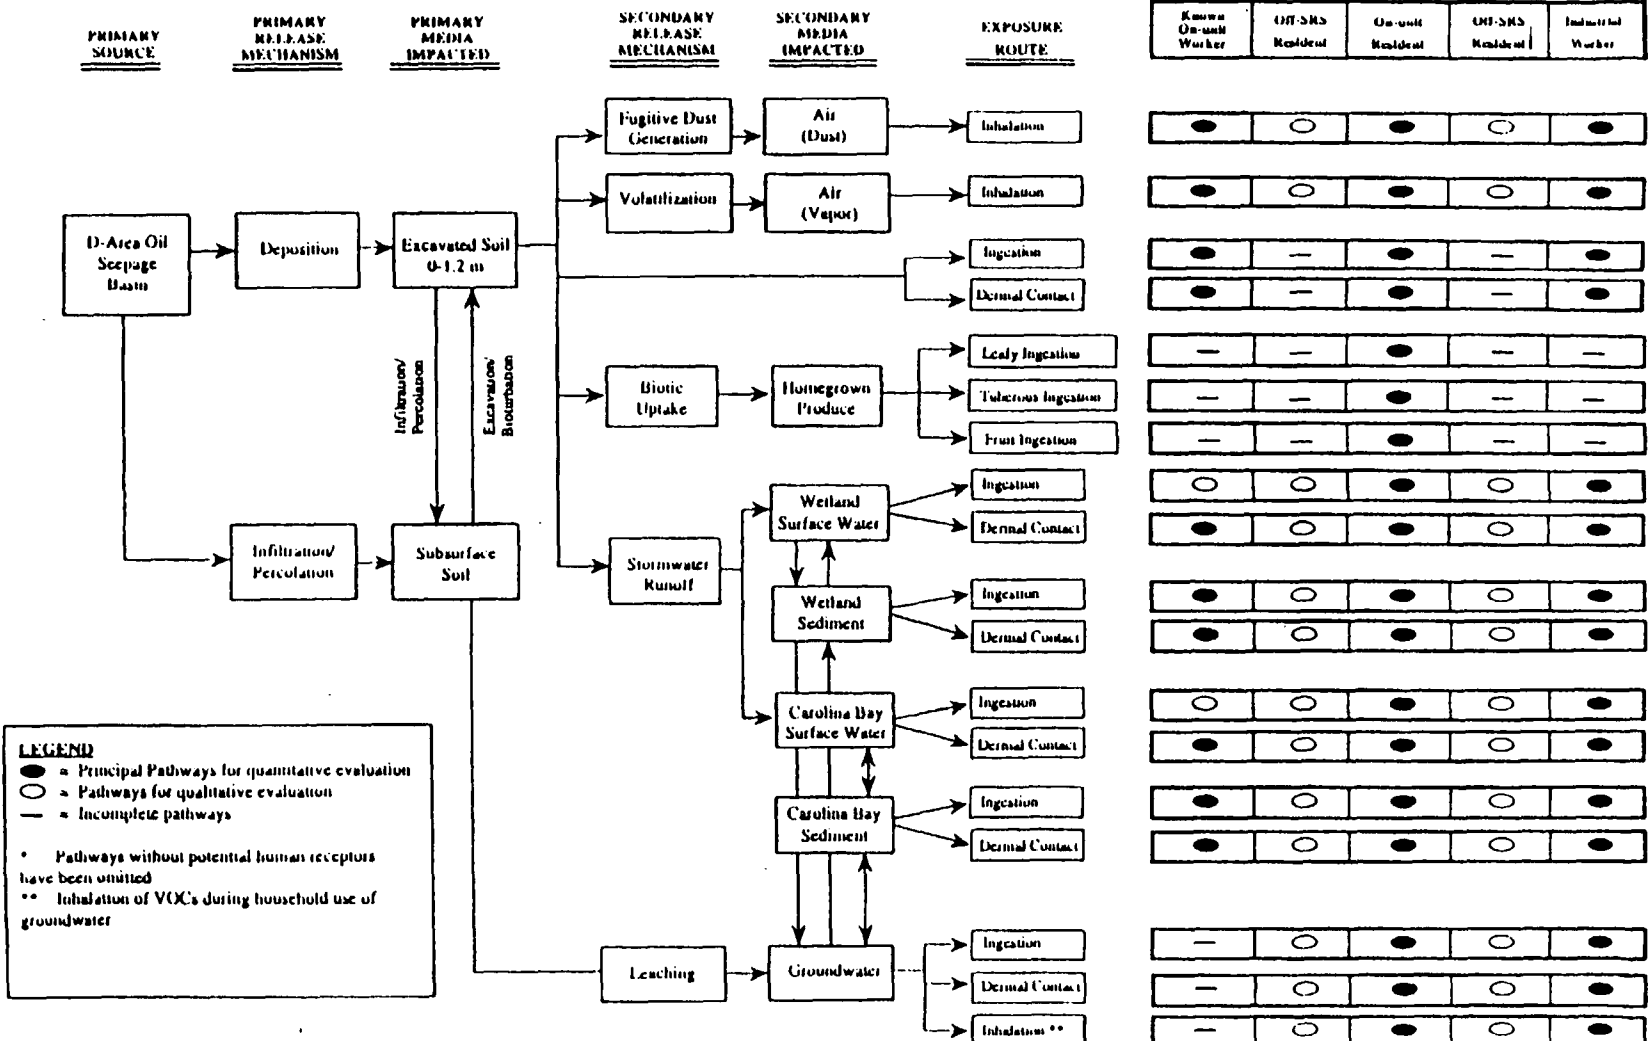 PRIMARY
SOURCE
PRIMARY
RELEASE
MECHANISM
PRIMARY
MEDIA
IMPACTED
SECONDARY
RELEASE
MECHANISM
SECONDARY
MEDIA
IMPACTED
EXPOSURE
ROUTE
Known
On-unit
Worker
Off-SRS
Resident
On-unit
Resident
Off-SRS
Resident
Industrial
Worker
Fugitive Dust
Generation
Air
(Dust)
Inhalation
Volatilization
Air
(Vapor)
Inhalation
D-Area Oil
Seepage
Basin
Deposition
Excavated Soil
0-1.2 m
Ingestion
Dermal Contact
Infiltration/
Percolation
Excavation/
Bioturbation
Biotic
Uptake
Homegrown
Produce
Leafy Ingestion
Tuberous Ingestion
Fruit Ingestion
Infiltration/
Percolation
Subsurface
Soil
Stormwater
Runoff
Wetland
Surface Water
Ingestion
Dermal Contact
Wetland
Sediment
Ingestion
Dermal Contact
Carolina Bay
Surface Water
Ingestion
Dermal Contact
Carolina Bay
Sediment
Ingestion
Dermal Contact
Leaching
Groundwater
Ingestion
Dermal Contact
Inhalation **
LEGEND
= Principal Pathways for quantitative evaluation
= Pathways for qualitative evaluation
— = Incomplete pathways
* Pathways without potential human receptors
have been omitted
** Inhalation of VOCs during household use of
groundwater